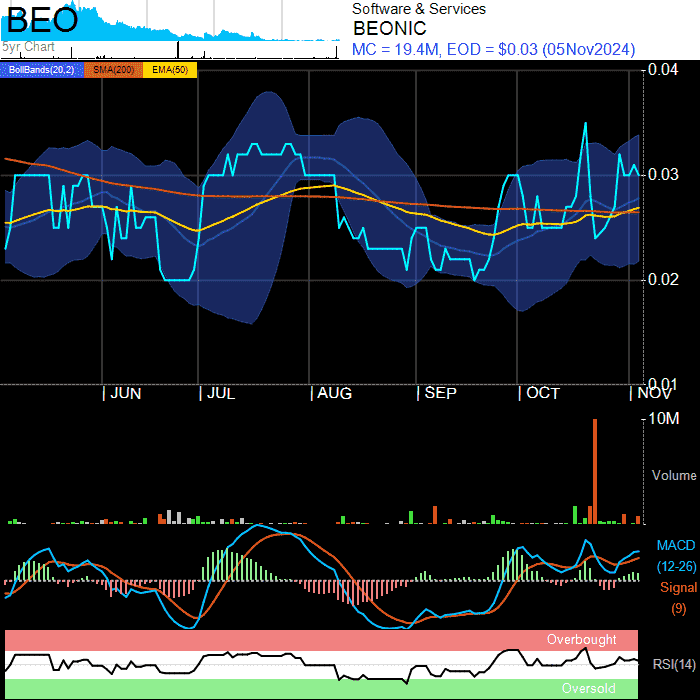 BEO
5yr Chart
Software & Services
BEONIC
MC = 19.4M, EOD = $0.03 (05Nov2024)
BollBands(20,2) SMA(200) EMA(50)
0.04
0.03
0.02
0.01
| JUN | JUL | AUG | SEP | OCT | NOV
10M
Volume
MACD
(12-26)
Signal
(9)
Overbought
RSI(14)
Oversold